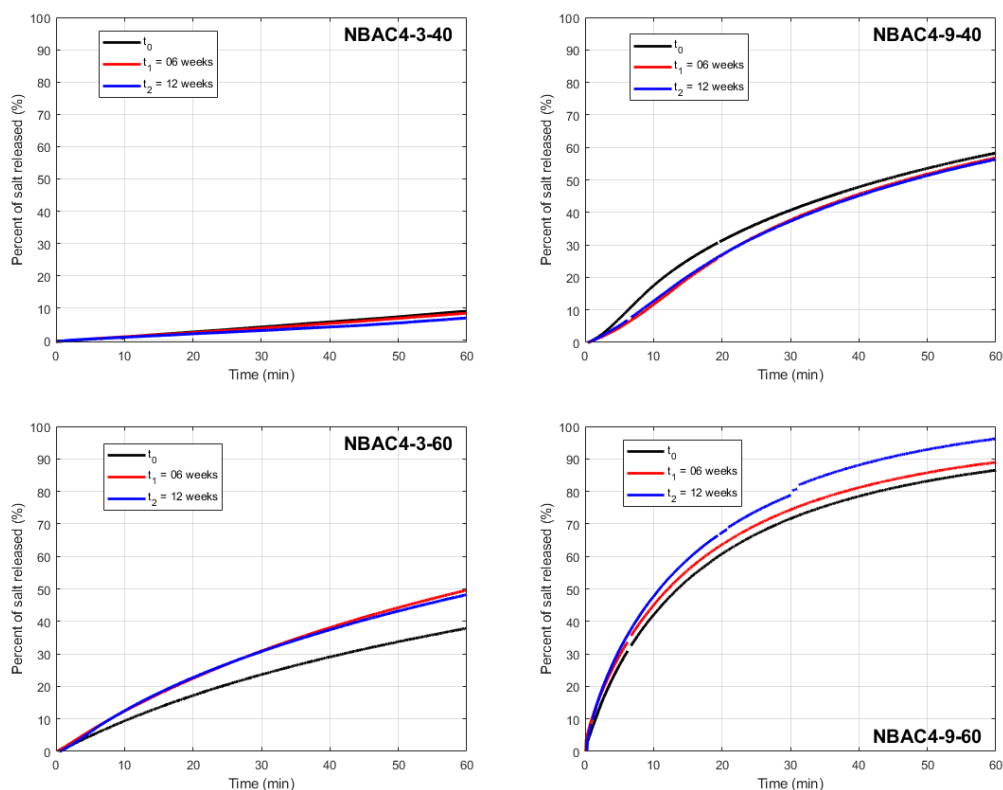 NBAC4-3-40
t0
t1 = 06 weeks
t2 = 12 weeks
Percent of salt released (%)
100
90
80
70
60
50
40
30
20
10
0
0 10 20 30 40 50 60
Time (min)
NBAC4-9-40
t0
t1 = 06 weeks
t2 = 12 weeks
Percent of salt released (%)
100
90
80
70
60
50
40
30
20
10
0
0 10 20 30 40 50 60
Time (min)
NBAC4-3-60
t0
t1 = 06 weeks
t2 = 12 weeks
Percent of salt released (%)
100
90
80
70
60
50
40
30
20
10
0
0 10 20 30 40 50 60
Time (min)
t0
t1 = 06 weeks
t2 = 12 weeks
Percent of salt released (%)
100
90
80
70
60
50
40
30
20
10
0
NBAC4-9-60
0 10 20 30 40 50 60
Time (min)